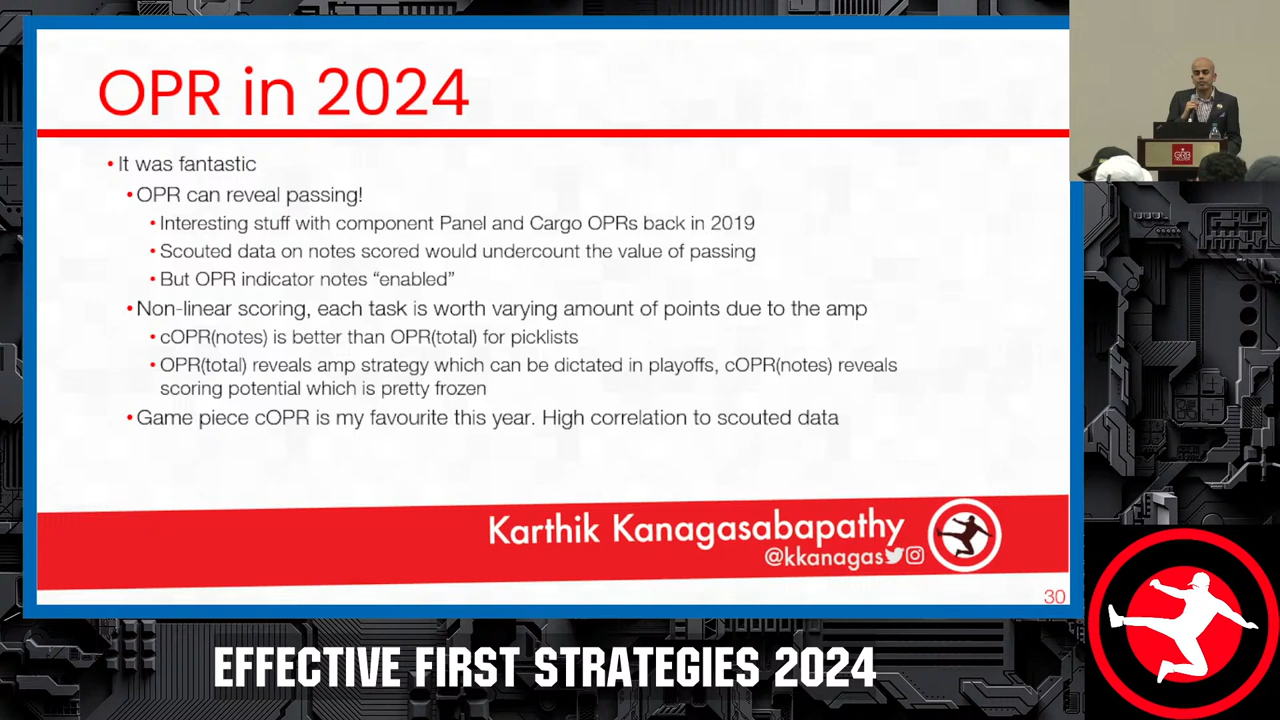 OPR in 2024
• It was fantastic
• OPR can reveal passing!
• Interesting stuff with component Panel and Cargo OPRs back in 2019
• Scouted data on notes scored would undercount the value of passing
• But OPR indicator notes “enabled”
• Non-linear scoring, each task is worth varying amount of points due to the amp
• cOPR(notes) is better than OPR(total) for picklists
• OPR(total) reveals amp strategy which can be dictated in playoffs, cOPR(notes) reveals
scoring potential which is pretty frozen
• Game piece cOPR is my favourite this year. High correlation to scouted data
Karthik Kanagasabapathy
@kkanagas
30
GRB
EFFECTIVE FIRST STRATEGIES 2024